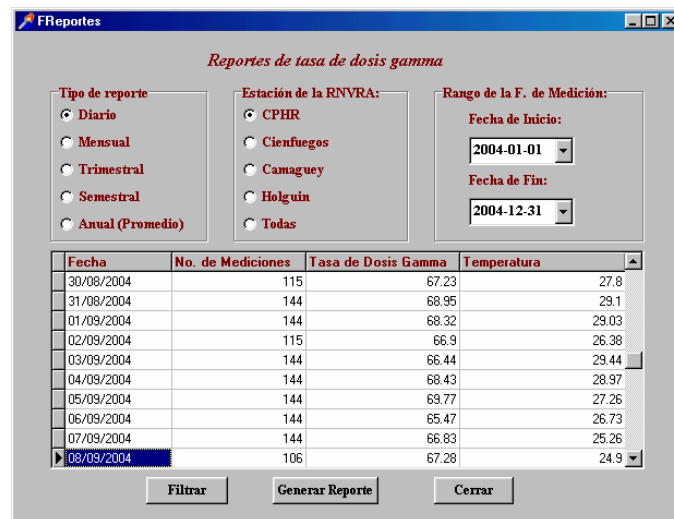 FReportes
Reportes de tasa de dosis gamma
Tipo de reporte
Diario
Mensual
Trimestral
Semestral
Anual (Promedio)
Estación de la RNVRA:
CPHR
Cienfuegos
Camaguey
Holguin
Todas
Rango de la F. de Medición:
Fecha de Inicio:
2004-01-01
Fecha de Fin:
2004-12-31
Fecha No. de Mediciones Tasa de Dosis Gamma Temperatura
30/08/2004 115 67.23 27.8
31/08/2004 144 68.95 29.1
01/09/2004 144 68.32 29.03
02/09/2004 115 66.9 26.38
03/09/2004 144 66.44 29.44
04/09/2004 144 68.43 28.97
05/09/2004 144 69.77 27.26
06/09/2004 144 65.47 26.73
07/09/2004 144 66.83 25.26
08/09/2004 106 67.28 24.9
Filtrar Generar Reporte Cerrar